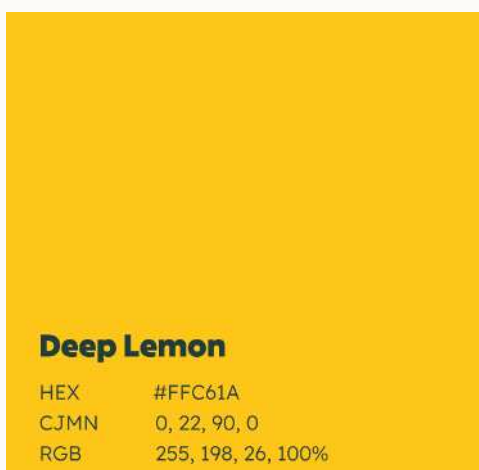 Deep Lemon
HEX #FFC61A
CJMN 0, 22, 90, 0
RGB 255, 198, 26, 100%